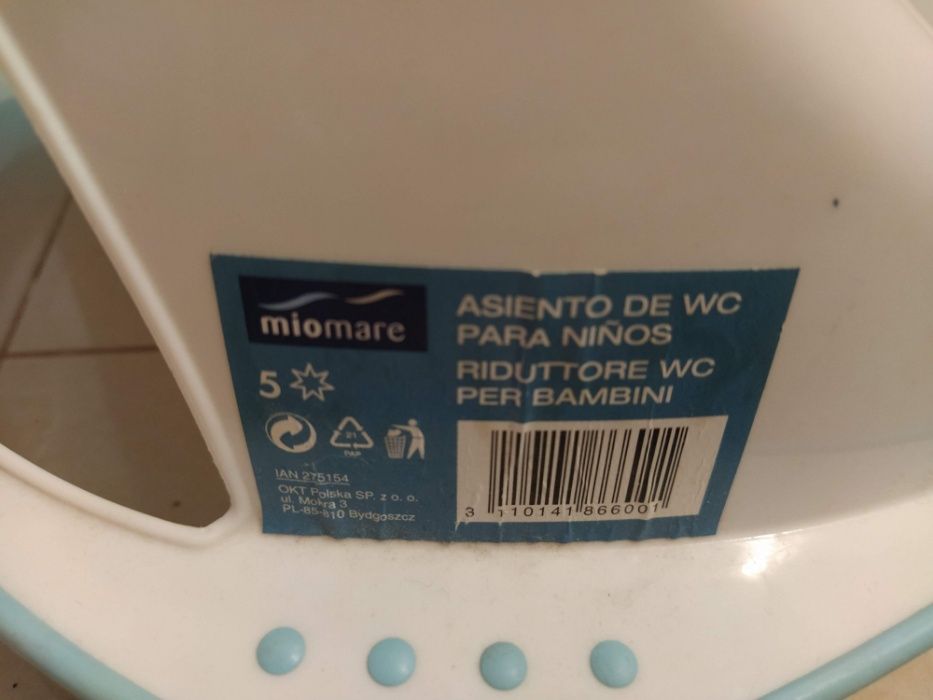 miomare
ASIENTO DE WC
PARA NIÑOS
RIDUTTORE WC
PER BAMBINI
5
21
PAP
IAN 275154
OKT Polska SP. z o. o.
ul. Mokra 3
PL-85-810 Bydgoszcz
3 110141 866001